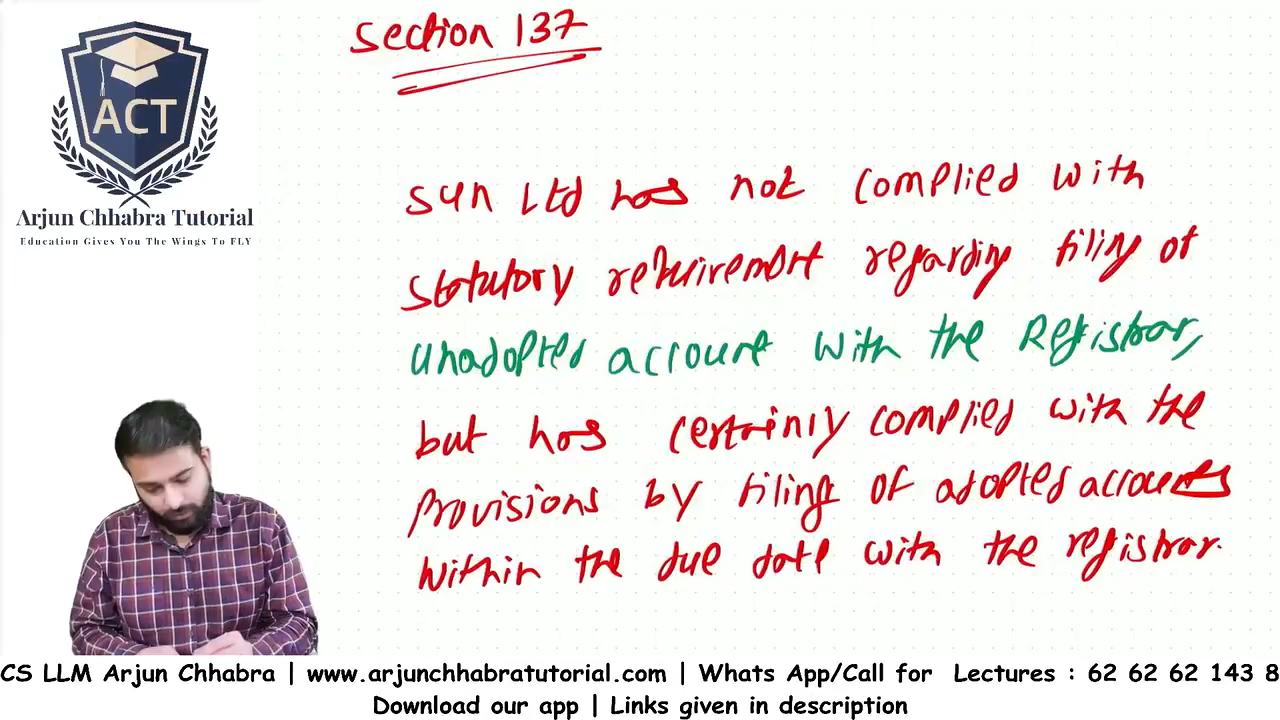 Section 137
ACT
Sun Ltd has not complied with
statutory requirement regarding filing of
unadopted account with the Registrar,
but has certainly complied with the
provisions by filing of adopted accounts
within the due date with the registrar.
Arjun Chhabra Tutorial
Education Gives You The Wings To FLY
CS LLM Arjun Chhabra | www.arjunchhabratutorial.com | Whats App/Call for Lectures : 62 62 62 143 8
Download our app | Links given in description